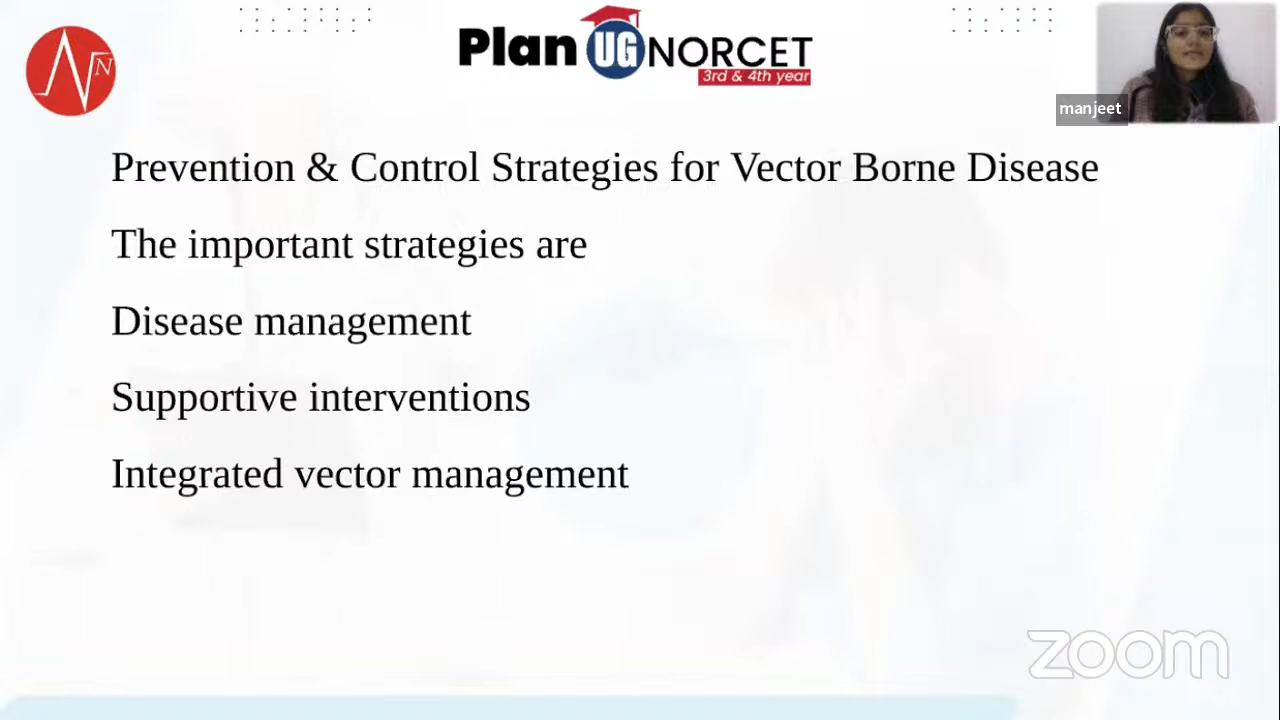 Plan UG NORCET
3rd & 4th year
N
manjeet
Prevention & Control Strategies for Vector Borne Disease
The important strategies are
Disease management
Supportive interventions
Integrated vector management
zoom